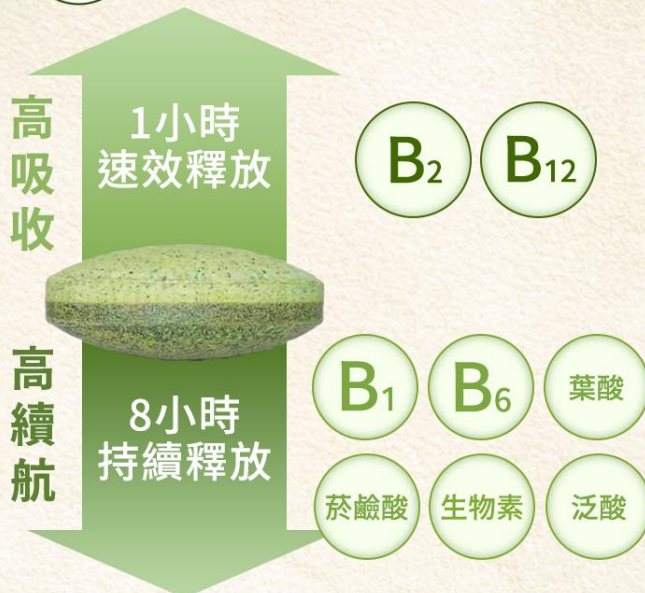 高吸收
1小時
速效釋放
B₂
B₁₂
高續航
8小時
持續釋放
B₁
B₆
葉酸
菸鹼酸
生物素
泛酸